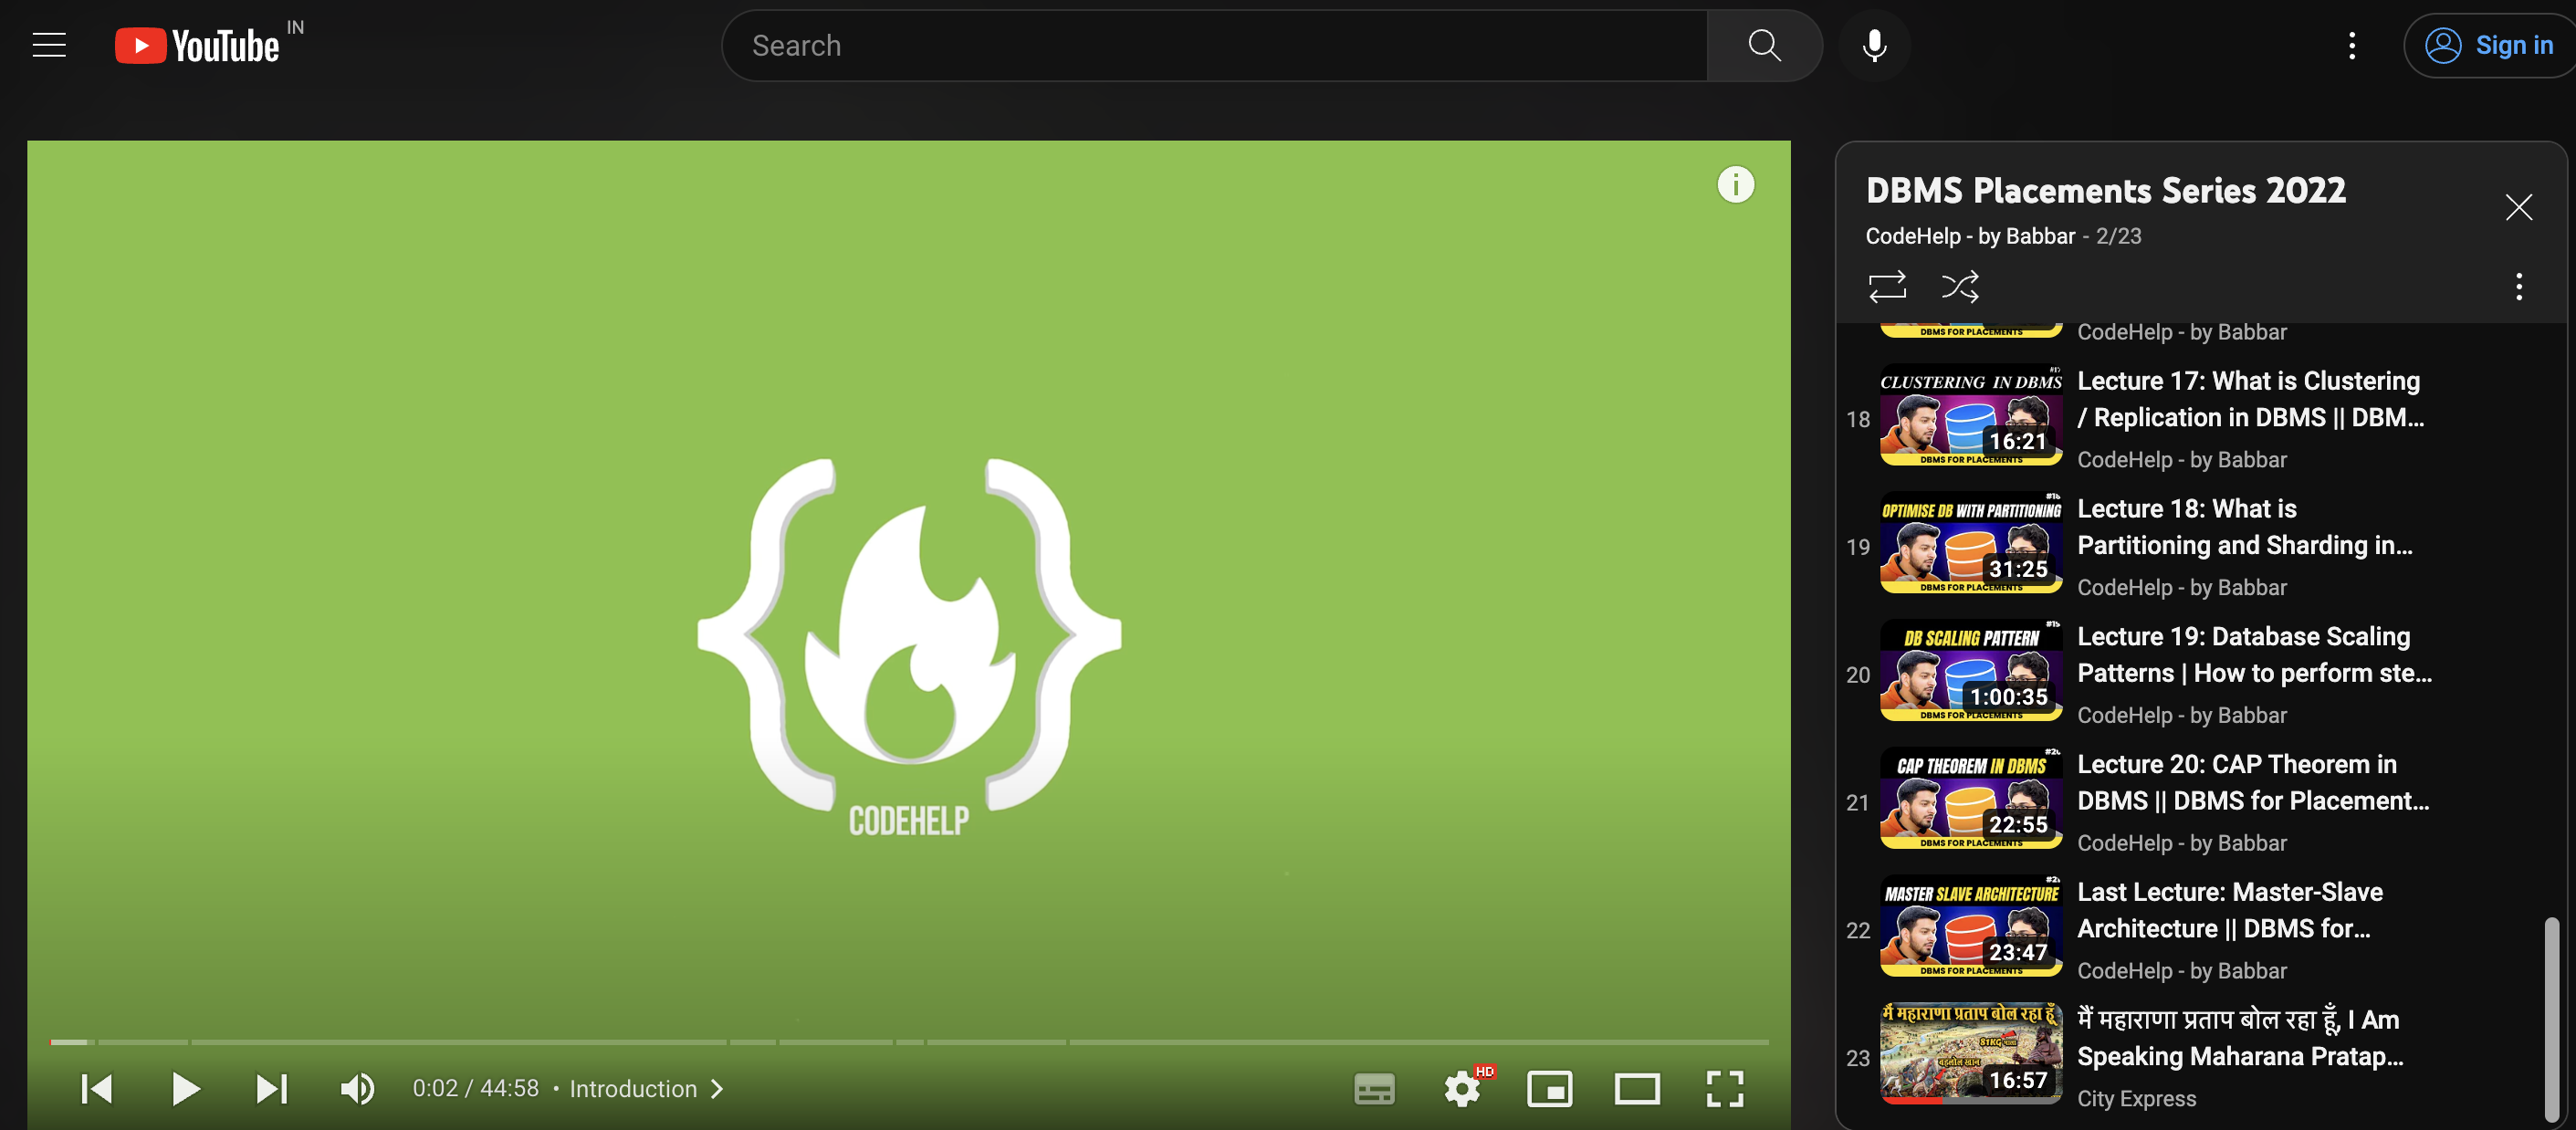 YouTube IN
Search
Sign in
CODEHELP
0:02 / 44:58 • Introduction
HD
DBMS Placements Series 2022
CodeHelp - by Babbar - 2/23
DBMS FOR PLACEMENTS
CodeHelp - by Babbar
18
CLUSTERING IN DBMS
16:21
DBMS FOR PLACEMENTS
Lecture 17: What is Clustering
/ Replication in DBMS || DBM...
CodeHelp - by Babbar
19
OPTIMISE DB WITH PARTITIONING
31:25
DBMS FOR PLACEMENTS
Lecture 18: What is
Partitioning and Sharding in...
CodeHelp - by Babbar
20
DB SCALING PATTERN
1:00:35
DBMS FOR PLACEMENTS
Lecture 19: Database Scaling
Patterns | How to perform ste...
CodeHelp - by Babbar
21
CAP THEOREM IN DBMS
22:55
DBMS FOR PLACEMENTS
Lecture 20: CAP Theorem in
DBMS || DBMS for Placement...
CodeHelp - by Babbar
22
MASTER SLAVE ARCHITECTURE
23:47
DBMS FOR PLACEMENTS
Last Lecture: Master-Slave
Architecture || DBMS for...
CodeHelp - by Babbar
23
मैं महाराणा प्रताप बोल रहा हूँ
81KG
16:57
मैं महाराणा प्रताप बोल रहा हूँ, I Am
Speaking Maharana Pratap...
City Express